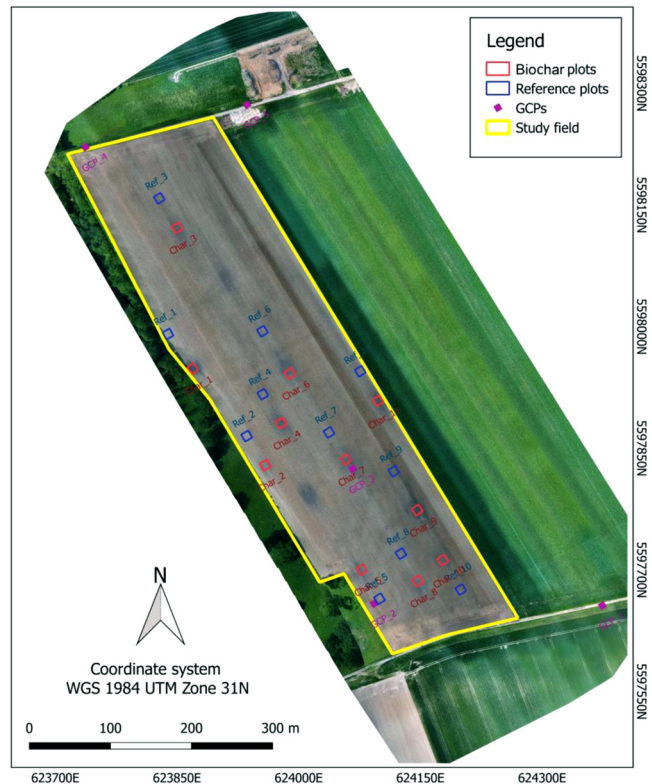 Legend
Biochar plots
Reference plots
GCPs
Study field
5598300N
5598150N
5598000N
5597850N
5597700N
5597550N
GCP_4
Ref_3
Char_3
Ref_1
Ref_6
Char_6
Ref_4
Char_4
Ref_2
Char_2
Ref_7
Char_7
Ref_9
Char_9
Ref_8
Char_8
GCP_2
N
Coordinate system
WGS 1984 UTM Zone 31N
0 100 200 300 m
623700E 623850E 624000E 624150E 624300E